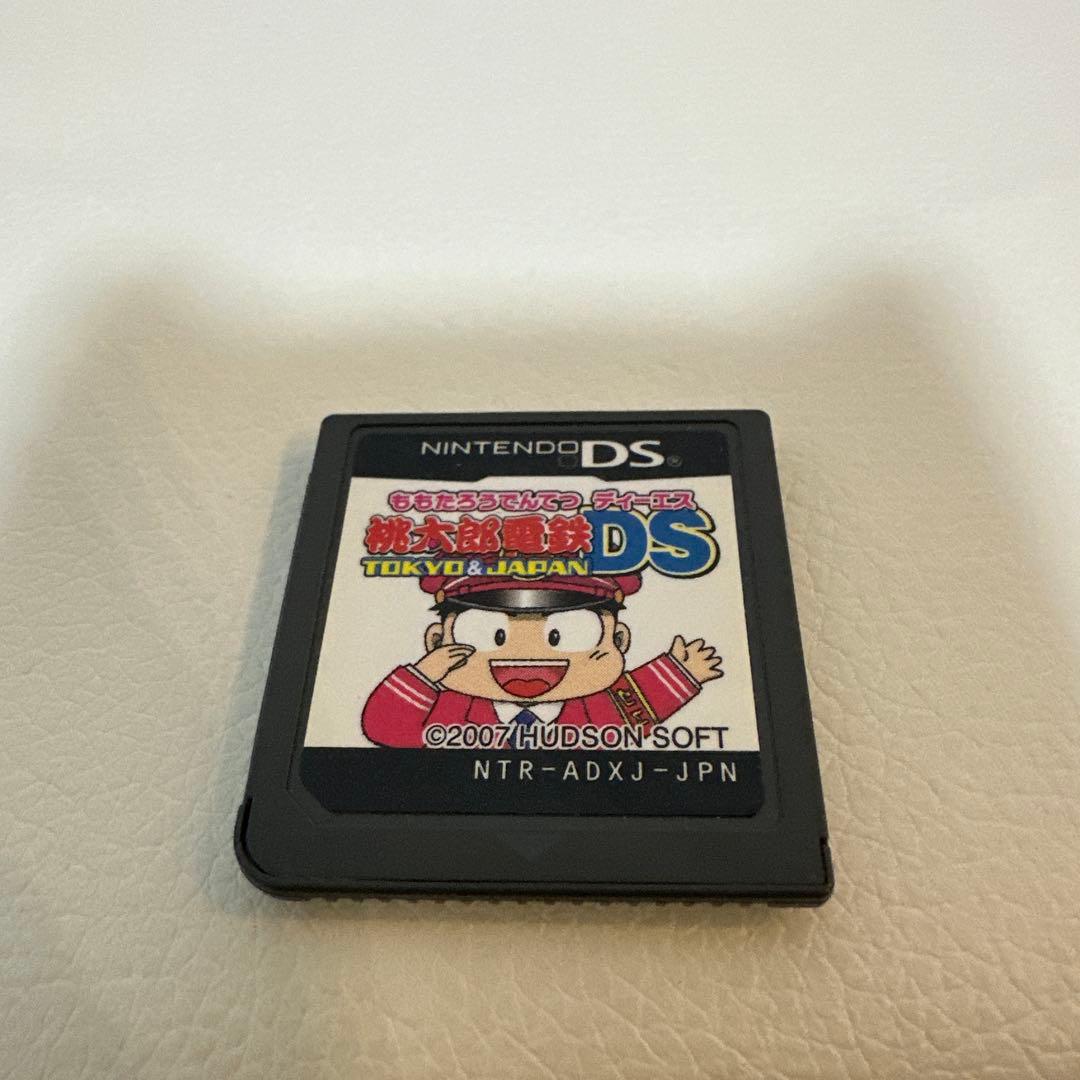 NINTENDO DS®
ももたろうでんてつ ディーエス
桃太郎電鉄DS
TOKYO & JAPAN
©2007 HUDSON SOFT
NTR-ADXJ-JPN